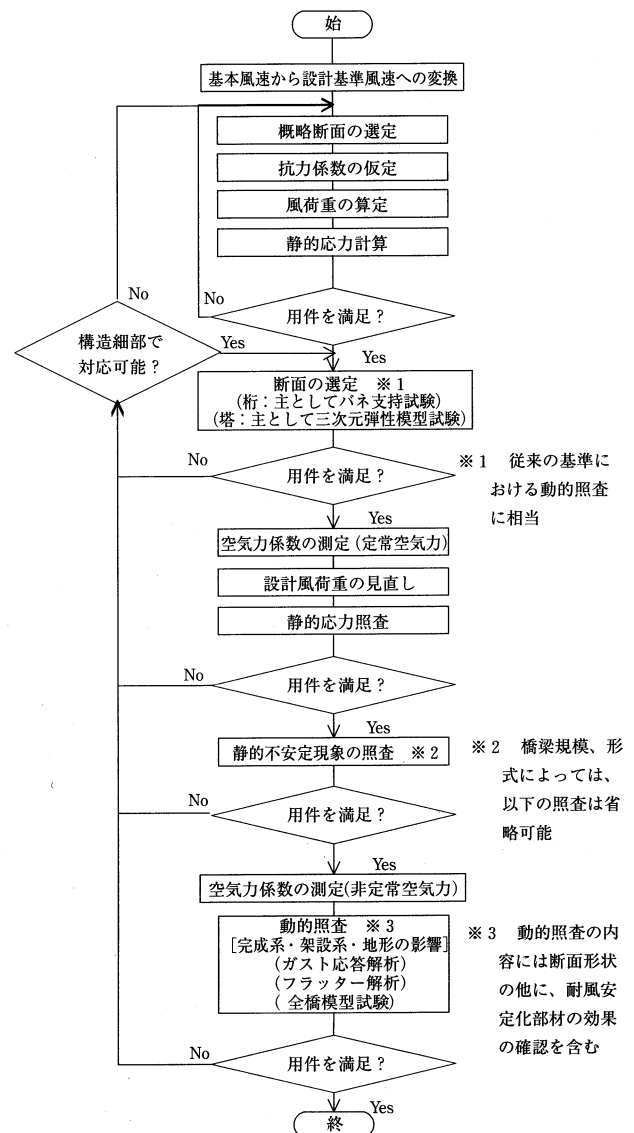 始
基本風速から設計基準風速への変換
概略断面の選定
抗力係数の仮定
風荷重の算定
静的応力計算
No
No
用件を満足？
構造細部で
対応可能？
Yes
Yes
断面の選定　※１
(桁：主としてバネ支持試験)
(塔：主として三次元弾性模型試験)
No
用件を満足？
※１　従来の基準に
おける動的照査
に相当
Yes
空気力係数の測定 (定常空気力)
設計風荷重の見直し
静的応力照査
No
用件を満足？
Yes
静的不安定現象の照査　※２
※２　橋梁規模、形
式によっては、
以下の照査は省
略可能
No
用件を満足？
Yes
空気力係数の測定(非定常空気力)
動的照査　※３
[完成系・架設系・地形の影響]
(ガスト応答解析)
(フラッター解析)
( 全橋模型試験)
※３　動的照査の内
容には断面形状
の他に、耐風安
定化部材の効果
の確認を含む
No
用件を満足？
Yes
終